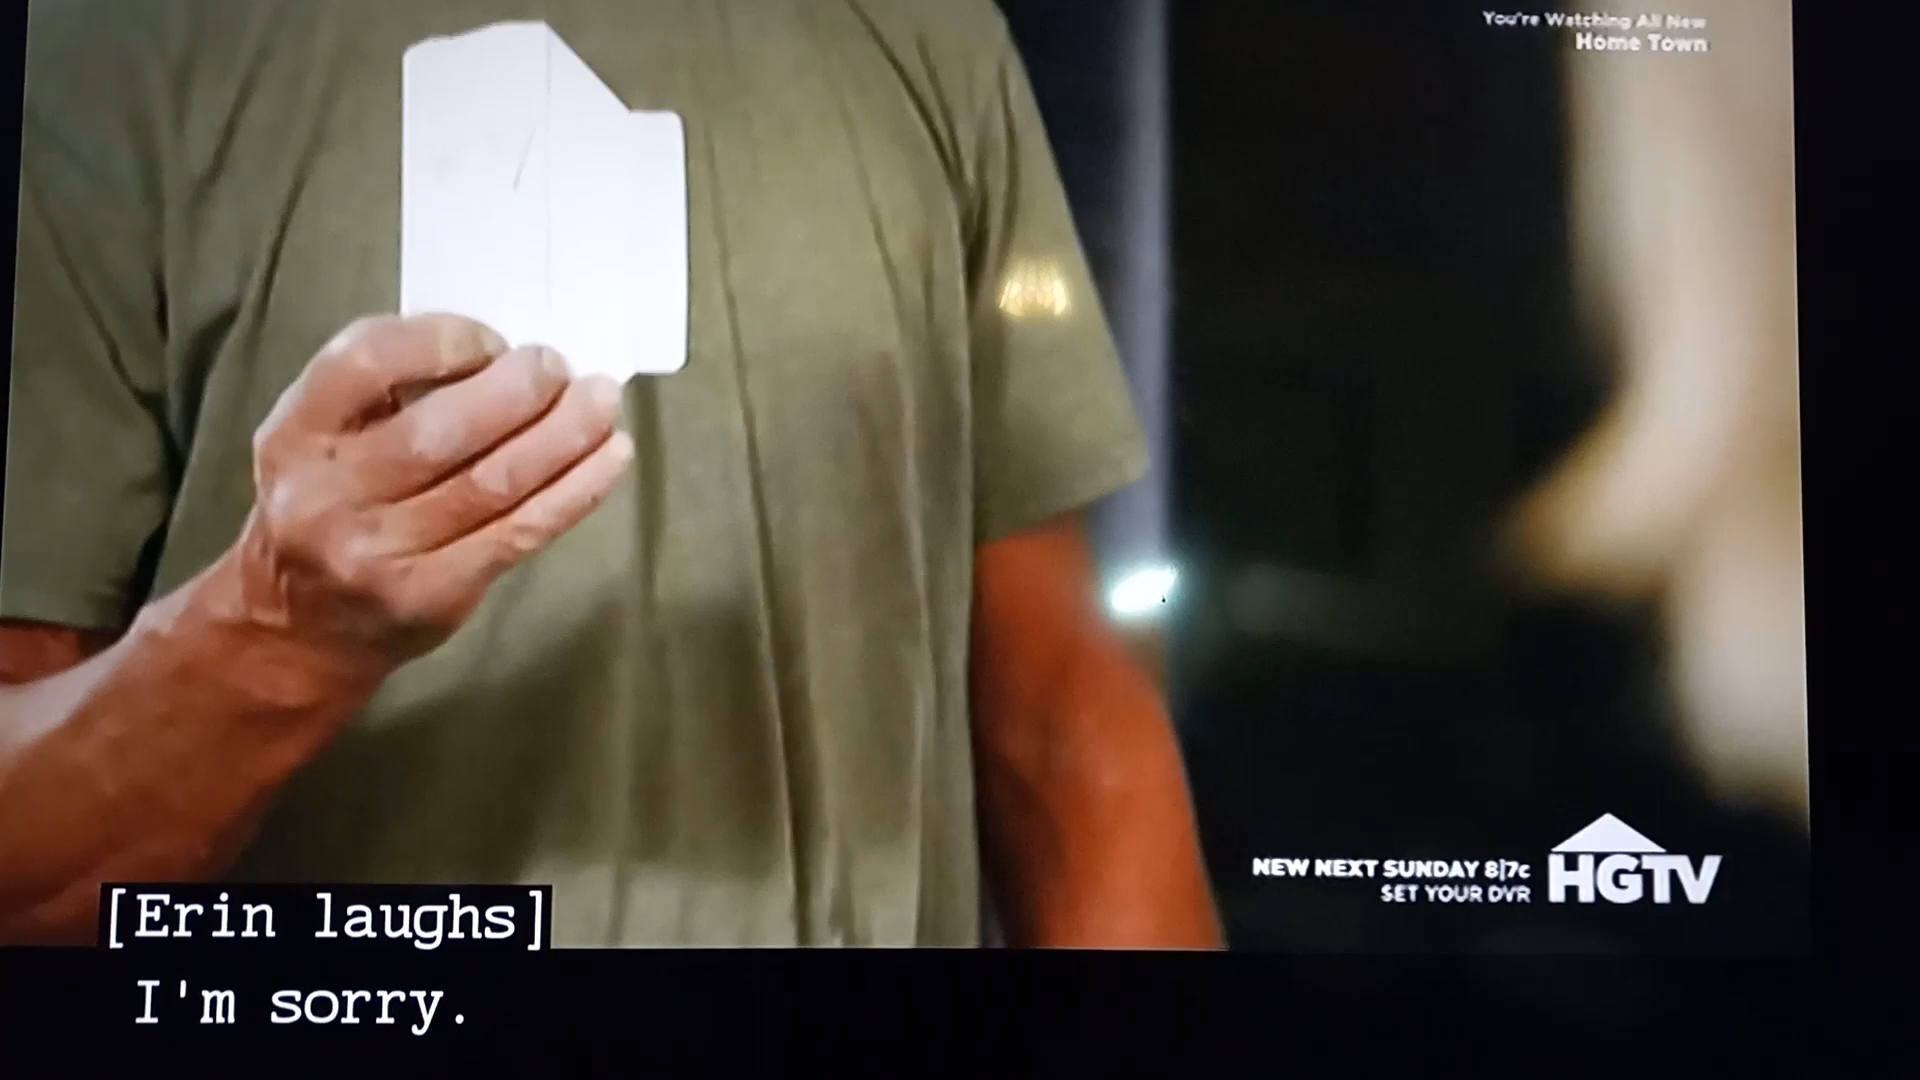 You're Watching All New
Home Town
NEW NEXT SUNDAY 8|7c
SET YOUR DVR
HGTV
[Erin laughs]
I'm sorry.